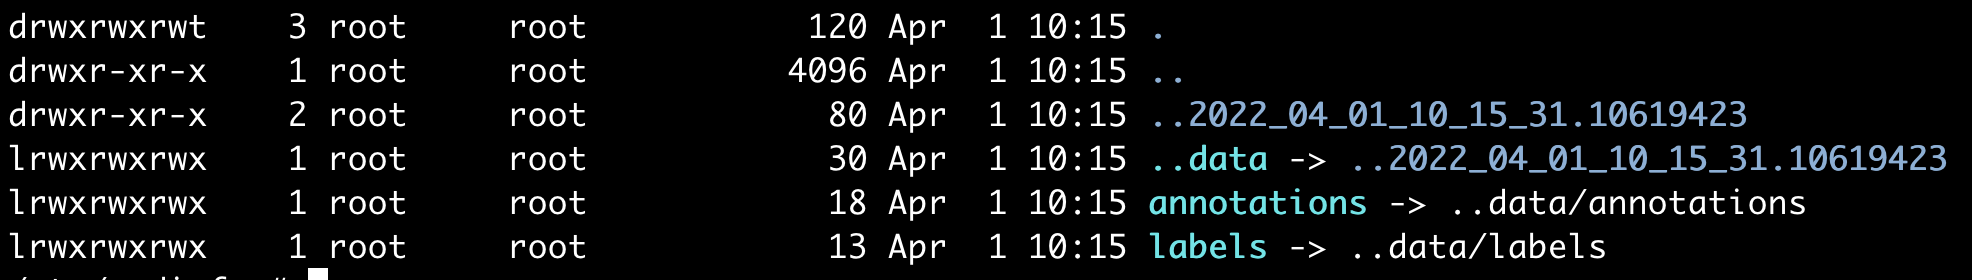 drwxrwxrwt 3 root root 120 Apr 1 10:15 .
drwxr-xr-x 1 root root 4096 Apr 1 10:15 ..
drwxr-xr-x 2 root root 80 Apr 1 10:15 ..2022_04_01_10_15_31.10619423
lrwxrwxrwx 1 root root 30 Apr 1 10:15 ..data -> ..2022_04_01_10_15_31.10619423
lrwxrwxrwx 1 root root 18 Apr 1 10:15 annotations -> ..data/annotations
lrwxrwxrwx 1 root root 13 Apr 1 10:15 labels -> ..data/labels